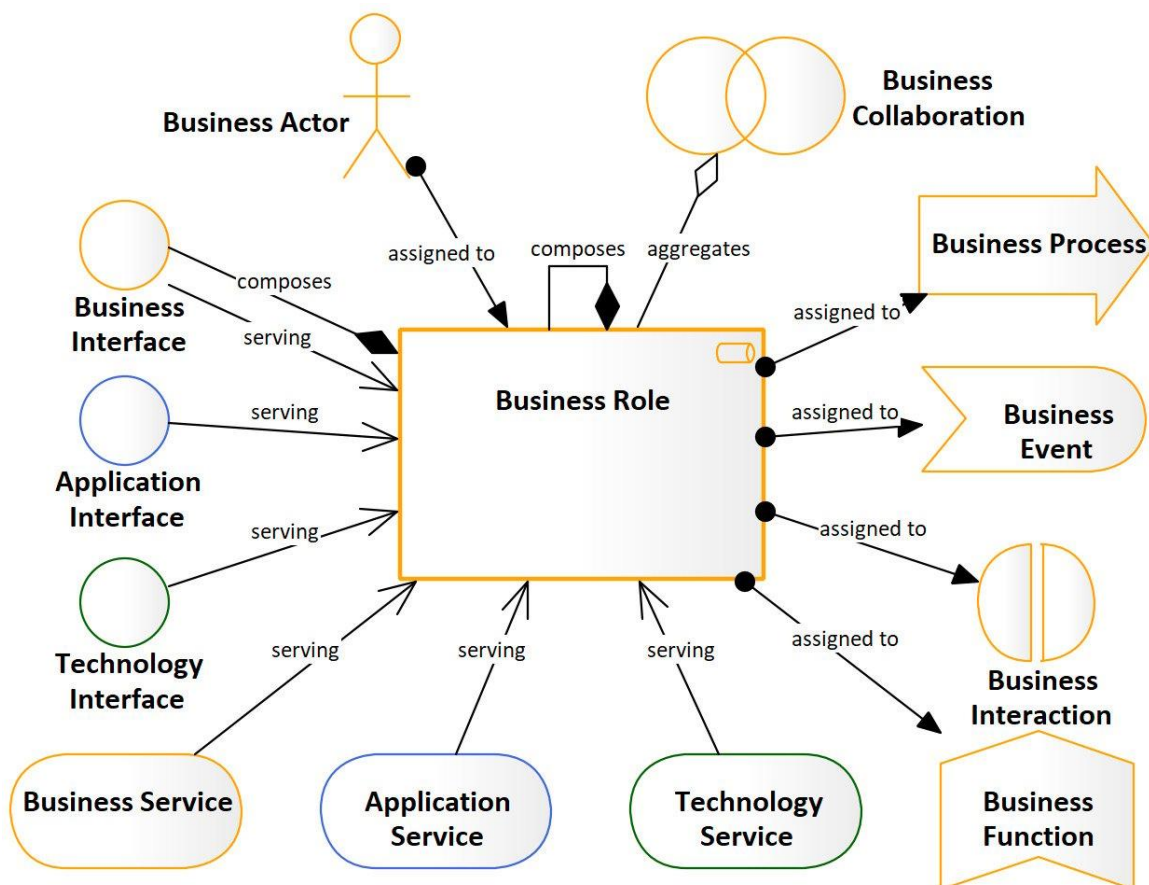 Business Actor
Business
Collaboration
assigned to
composes
aggregates
Business Process
composes
Business
Interface
serving
assigned to
Business Role
assigned to
Business
Event
serving
Application
Interface
serving
assigned to
Technology
Interface
serving
serving
serving
assigned to
Business
Interaction
Business Service
Application
Service
Technology
Service
Business
Function